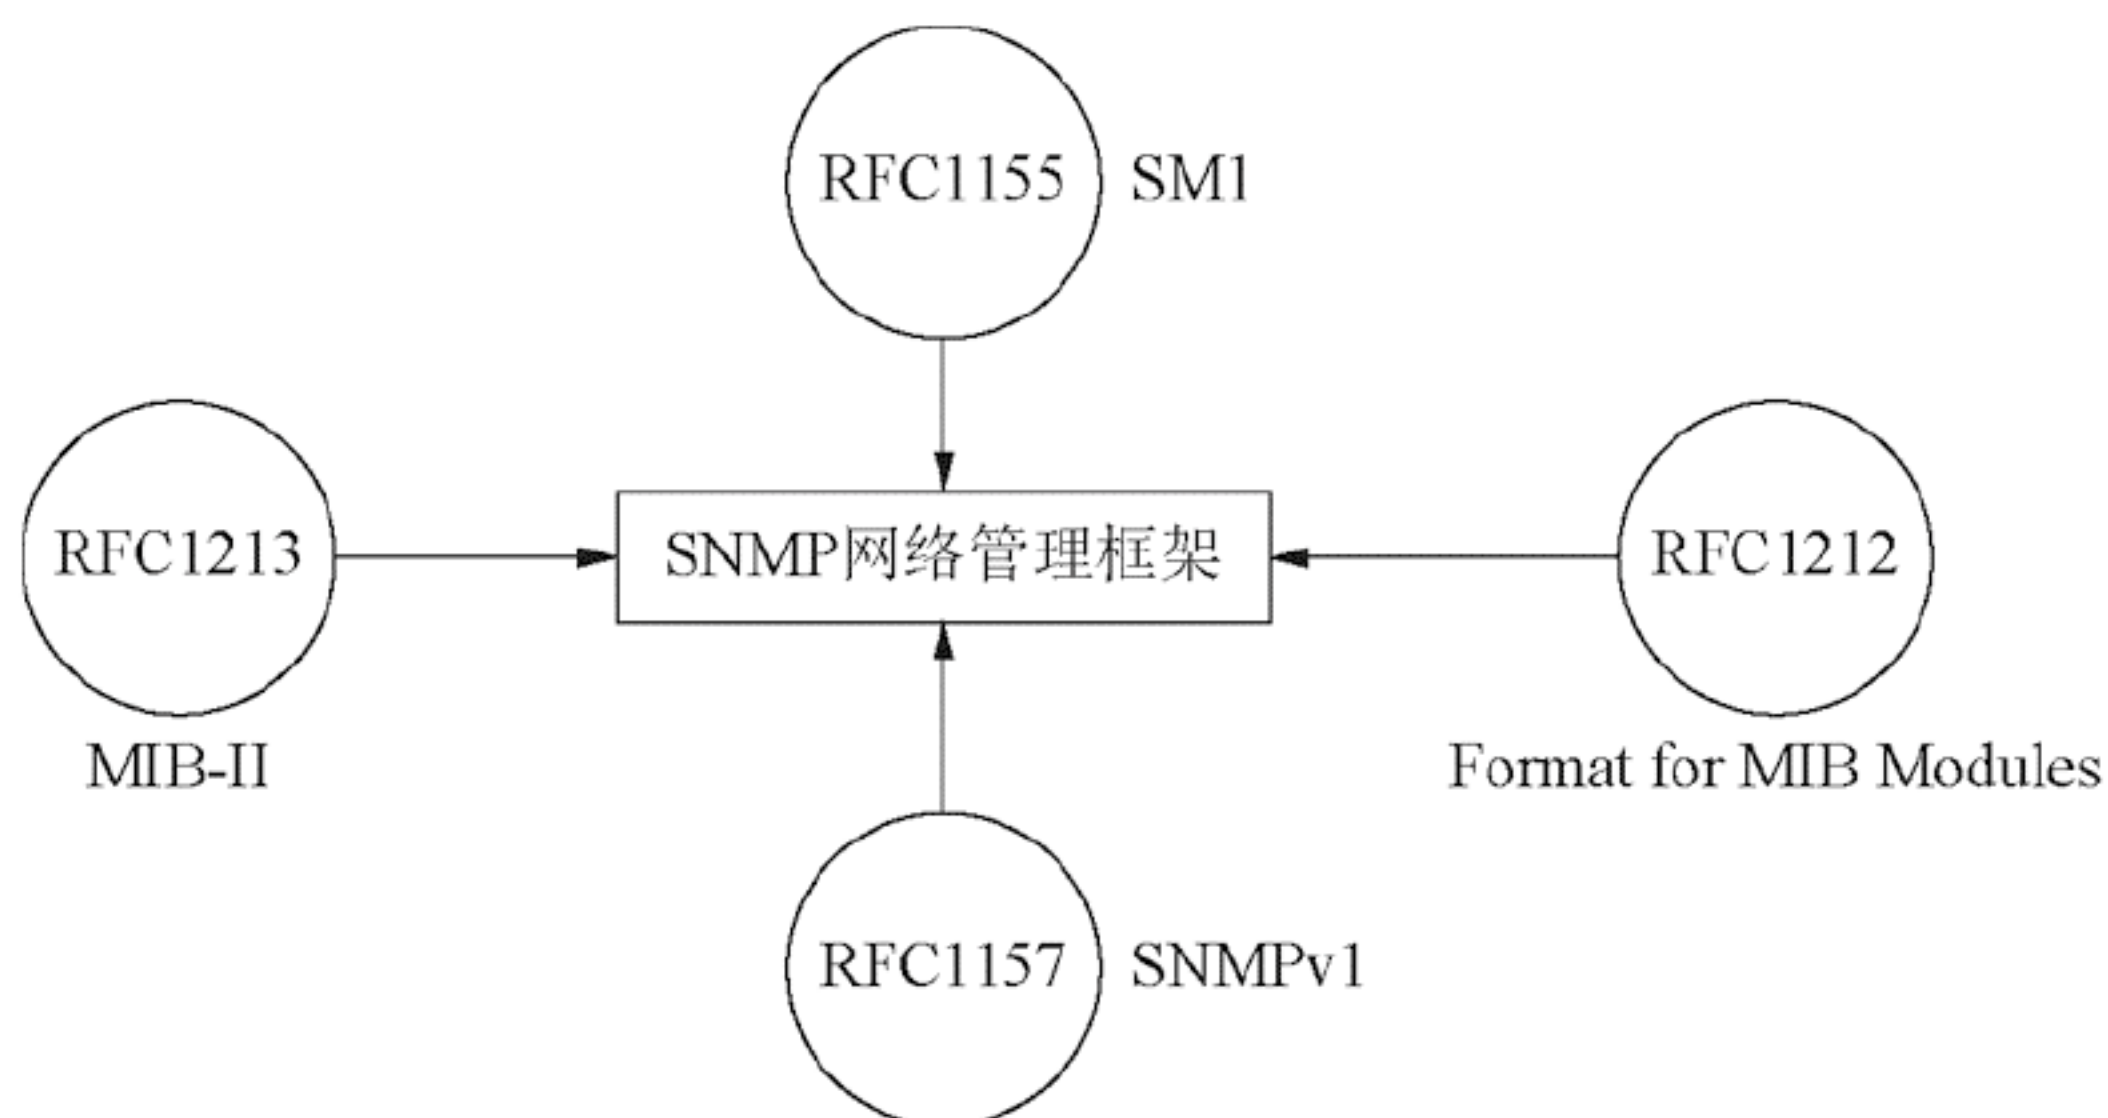 RFC1155 SM1
RFC1213
SNMP网络管理框架
RFC1212
MIB-II
Format for MIB Modules
RFC1157 SNMPv1